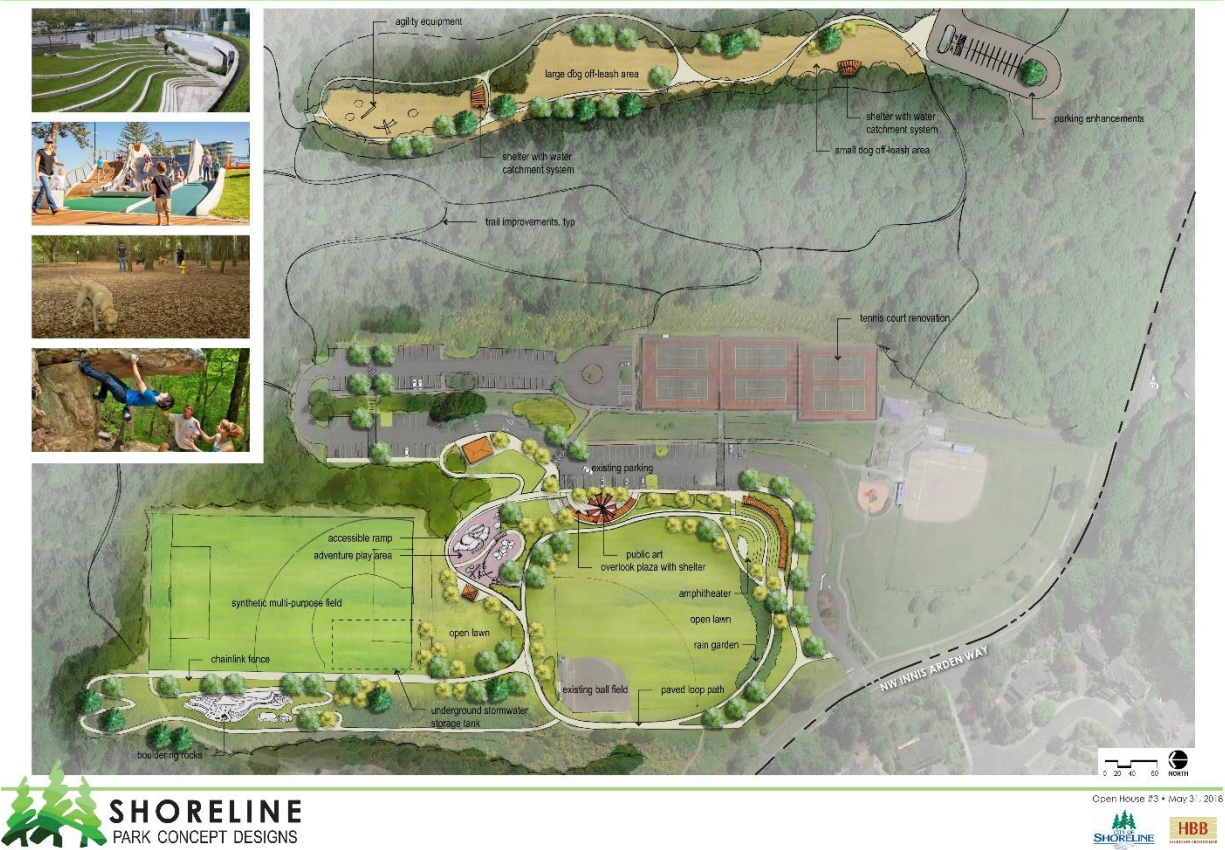 agility equipment
large dog off-leash area
shelter with water
catchment system
parking enhancements
small dog off-leash area
shelter with water
catchment system
trail improvements, typ
tennis court renovation
existing parking
accessible ramp
adventure play area
public art
overlook plaza with shelter
amphitheater
synthetic multi-purpose field
open lawn
open lawn
rain garden
chainlink fence
NW INNIS ARDEN WAY
existing ball field
paved loop path
underground stormwater
storage tank
bouldering rocks
0 20 40 80 NORTH
SHORELINE
PARK CONCEPT DESIGNS
Open House #3 • May 31, 2018
CITY OF
SHORELINE
HBB